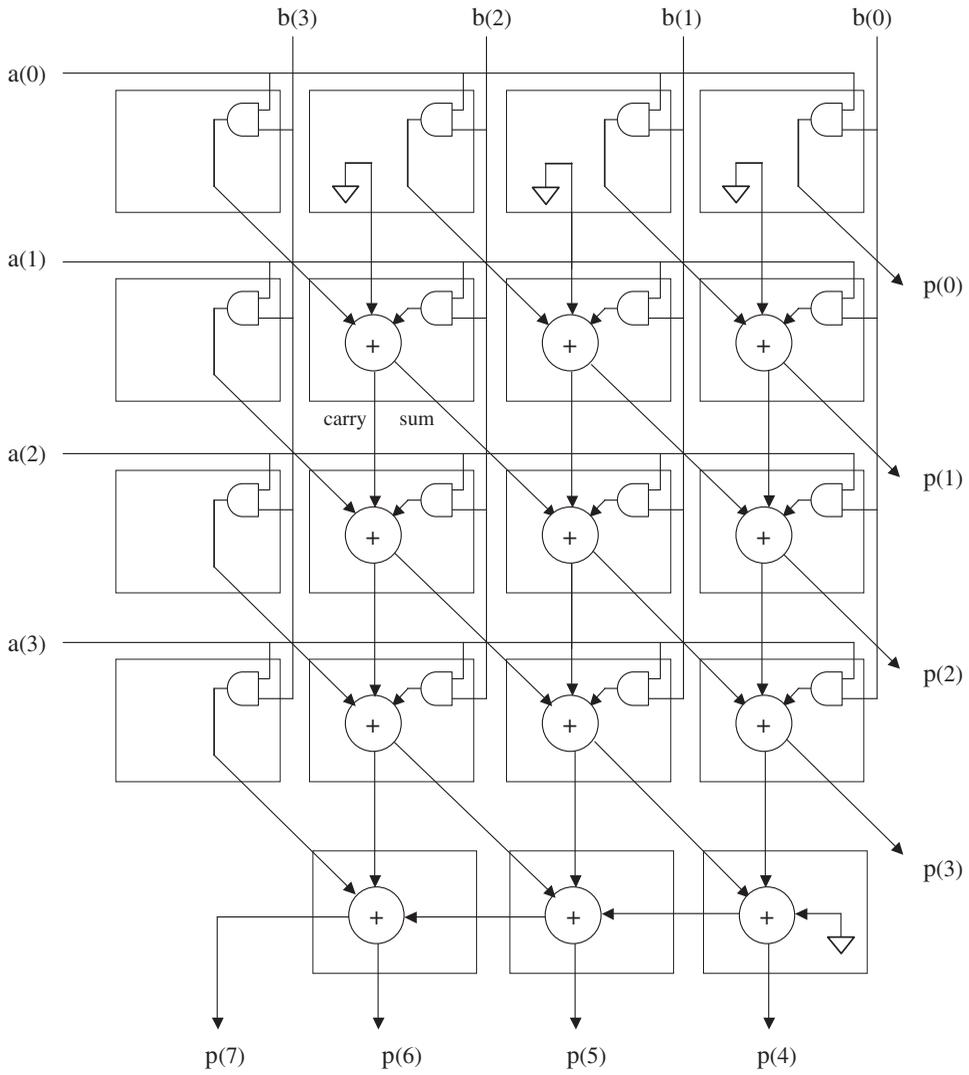 b(3) b(2) b(1) b(0)
a(0)
a(1)
p(0)
+ + +
carry sum
a(2)
p(1)
+ + +
a(3)
p(2)
+ + +
p(3)
+ + +
p(7) p(6) p(5) p(4)